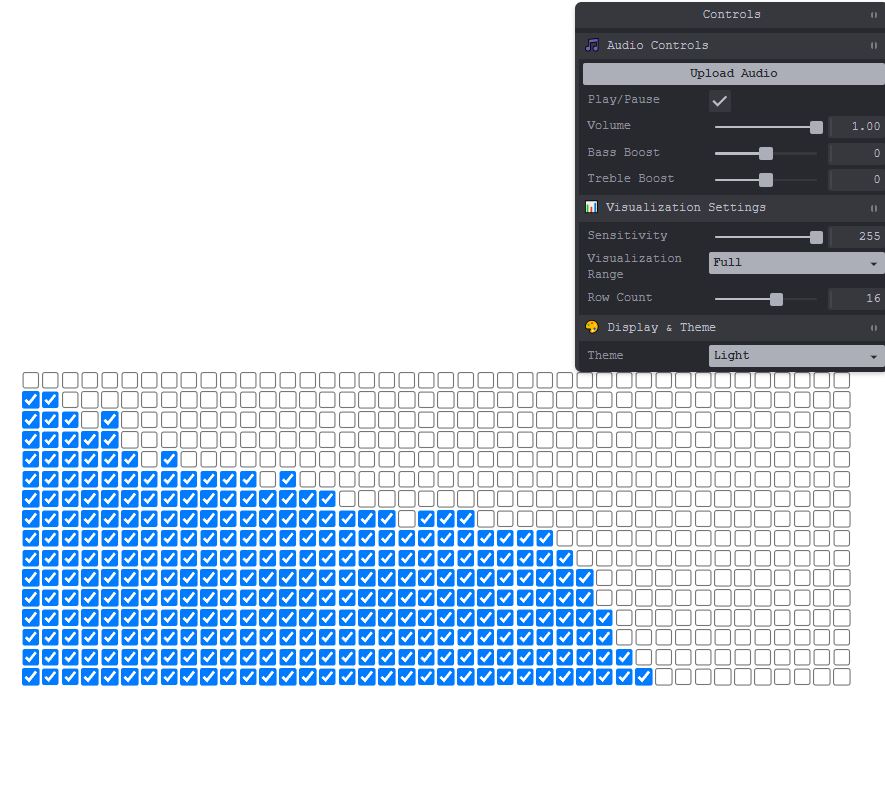 Controls
Audio Controls
Upload Audio
Play/Pause
Volume 1.00
Bass Boost 0
Treble Boost 0
Visualization Settings
Sensitivity 255
Visualization Range Full
Row Count 16
Display & Theme
Theme Light